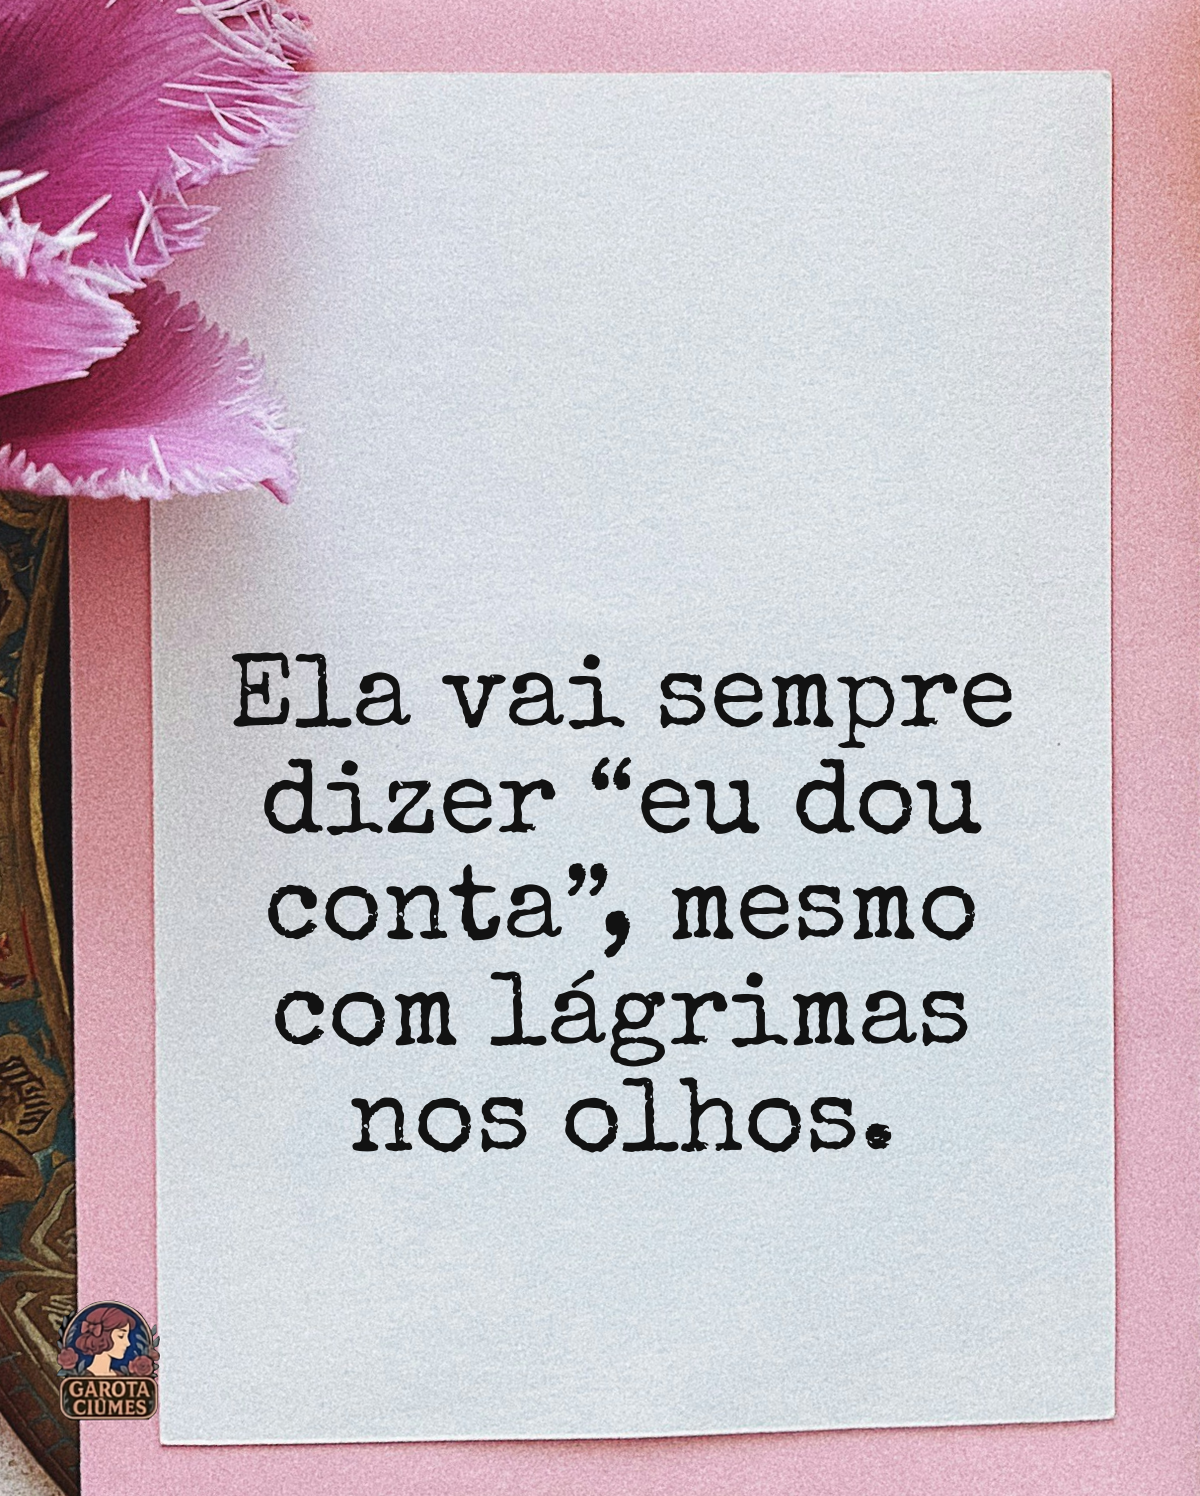 Ela vai sempre
dizer “eu dou
conta”, mesmo
com lágrimas
nos olhos.
GAROTA
CIÚMES